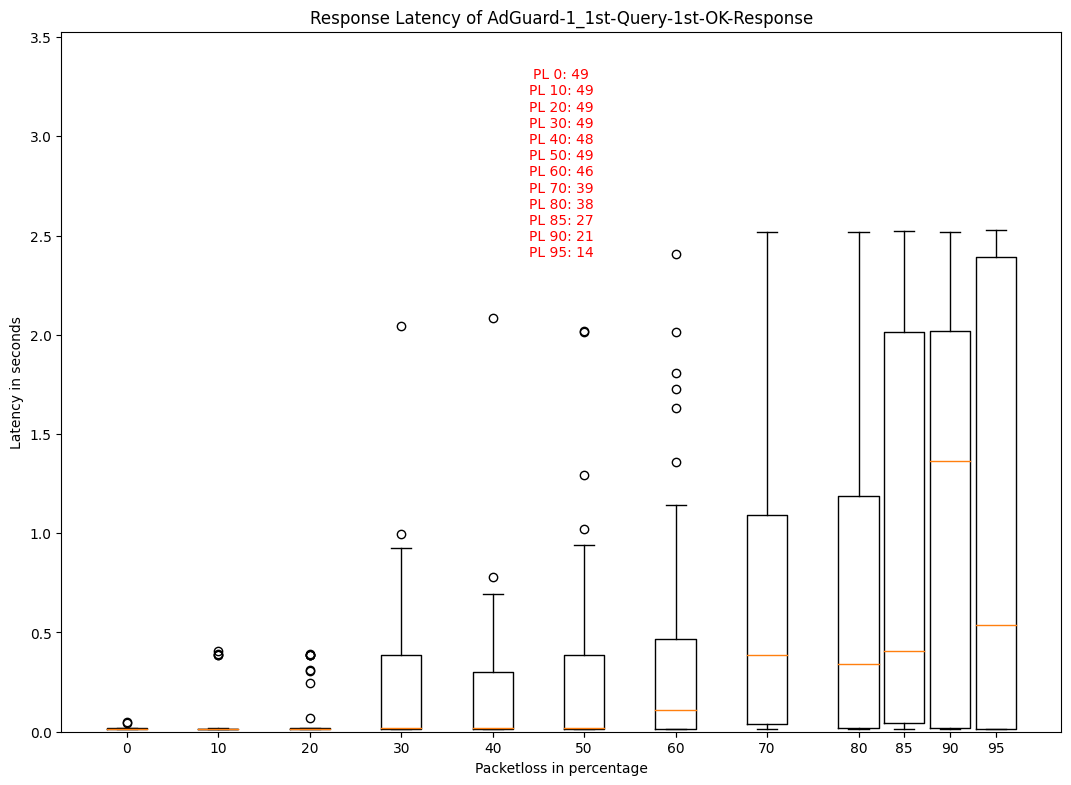 Response Latency of AdGuard-1_1st-Query-1st-OK-Response
3.5
3.0
2.5
2.0
1.5
1.0
0.5
0.0
Latency in seconds
PL 0: 49
PL 10: 49
PL 20: 49
PL 30: 49
PL 40: 48
PL 50: 49
PL 60: 46
PL 70: 39
PL 80: 38
PL 85: 27
PL 90: 21
PL 95: 14
0 10 20 30 40 50 60 70 80 85 90 95
Packetloss in percentage